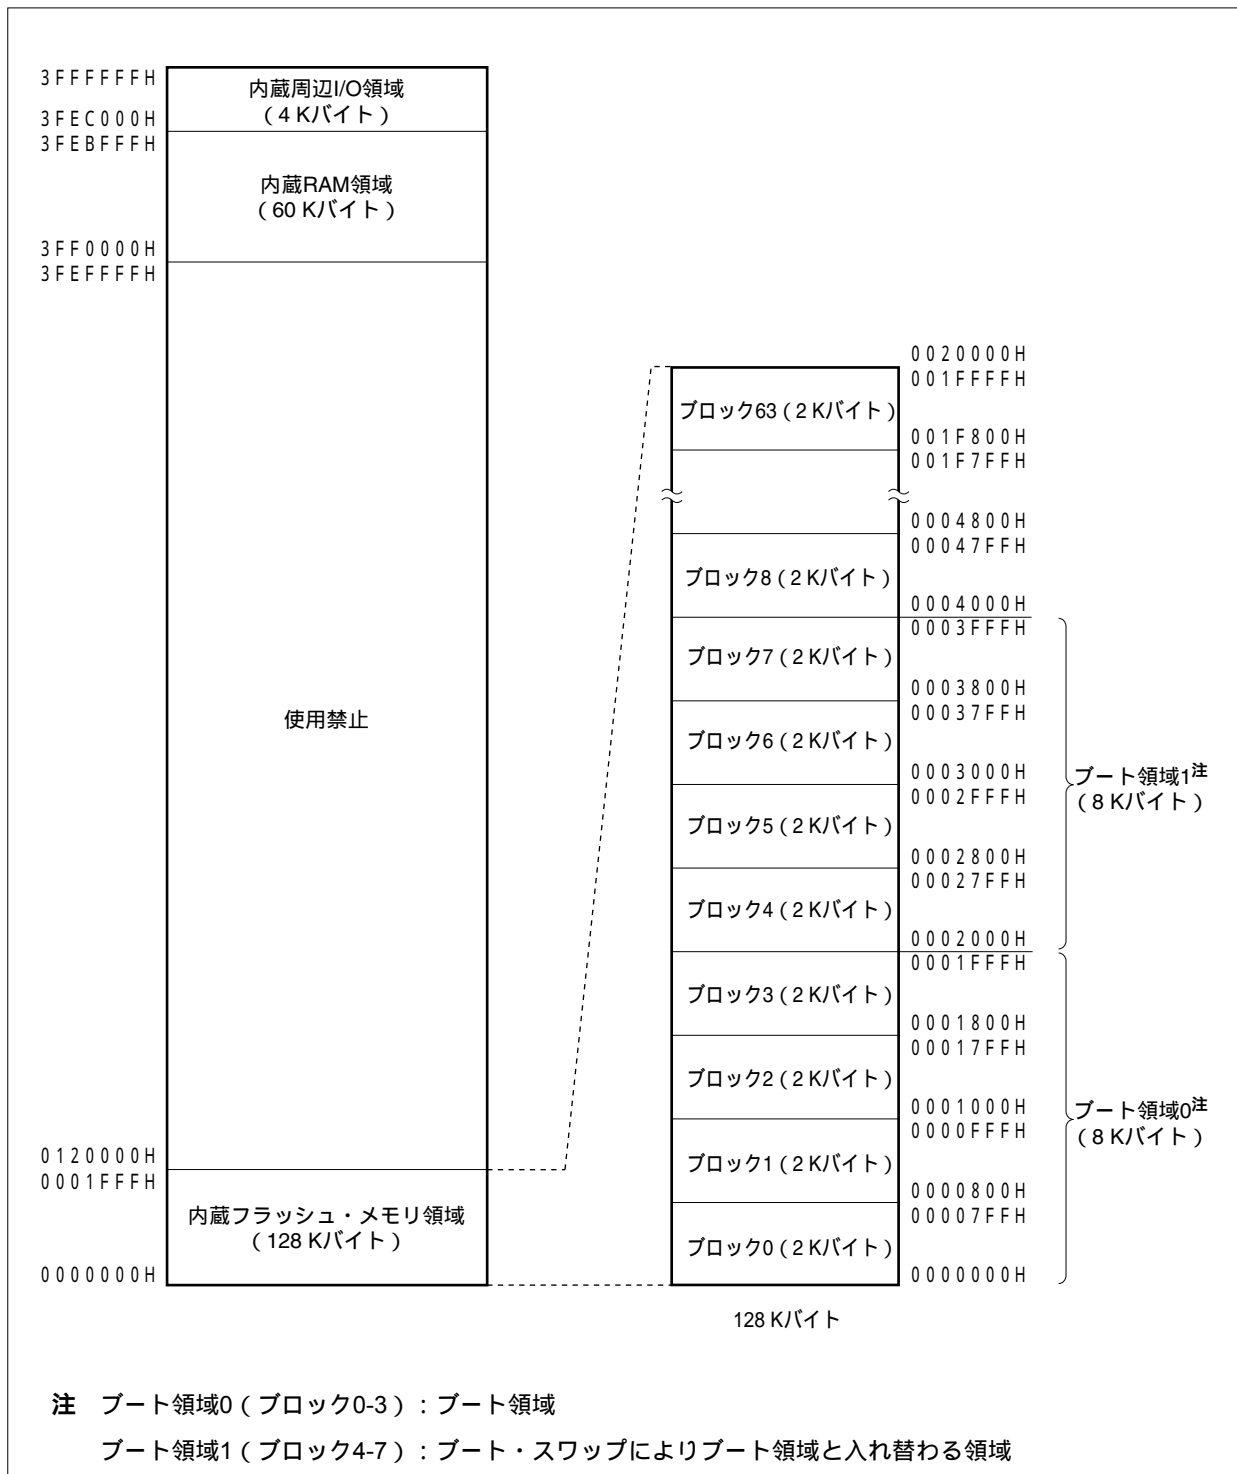 3FFFFFFH
内蔵周辺I/O領域
（4 Kバイト）
3FEC000H
3FEBFFFH
内蔵RAM領域
（60 Kバイト）
3FF0000H
3FEFFFFH
使用禁止
0120000H
0001FFFH
内蔵フラッシュ・メモリ領域
（128 Kバイト）
0000000H
0020000H
001FFFFH
ブロック63（2 Kバイト）
001F800H
001F7FFH
0004800H
00047FFH
ブロック8（2 Kバイト）
0004000H
0003FFFH
ブロック7（2 Kバイト）
0003800H
00037FFH
ブロック6（2 Kバイト）
0003000H
0002FFFH
ブート領域1注
（8 Kバイト）
ブロック5（2 Kバイト）
0002800H
00027FFH
ブロック4（2 Kバイト）
0002000H
0001FFFH
ブロック3（2 Kバイト）
0001800H
00017FFH
ブロック2（2 Kバイト）
0001000H
0000FFFH
ブート領域0注
（8 Kバイト）
ブロック1（2 Kバイト）
0000800H
00007FFH
ブロック0（2 Kバイト）
0000000H
128 Kバイト
注 ブート領域0（ブロック0-3）：ブート領域
ブート領域1（ブロック4-7）：ブート・スワップによりブート領域と入れ替わる領域